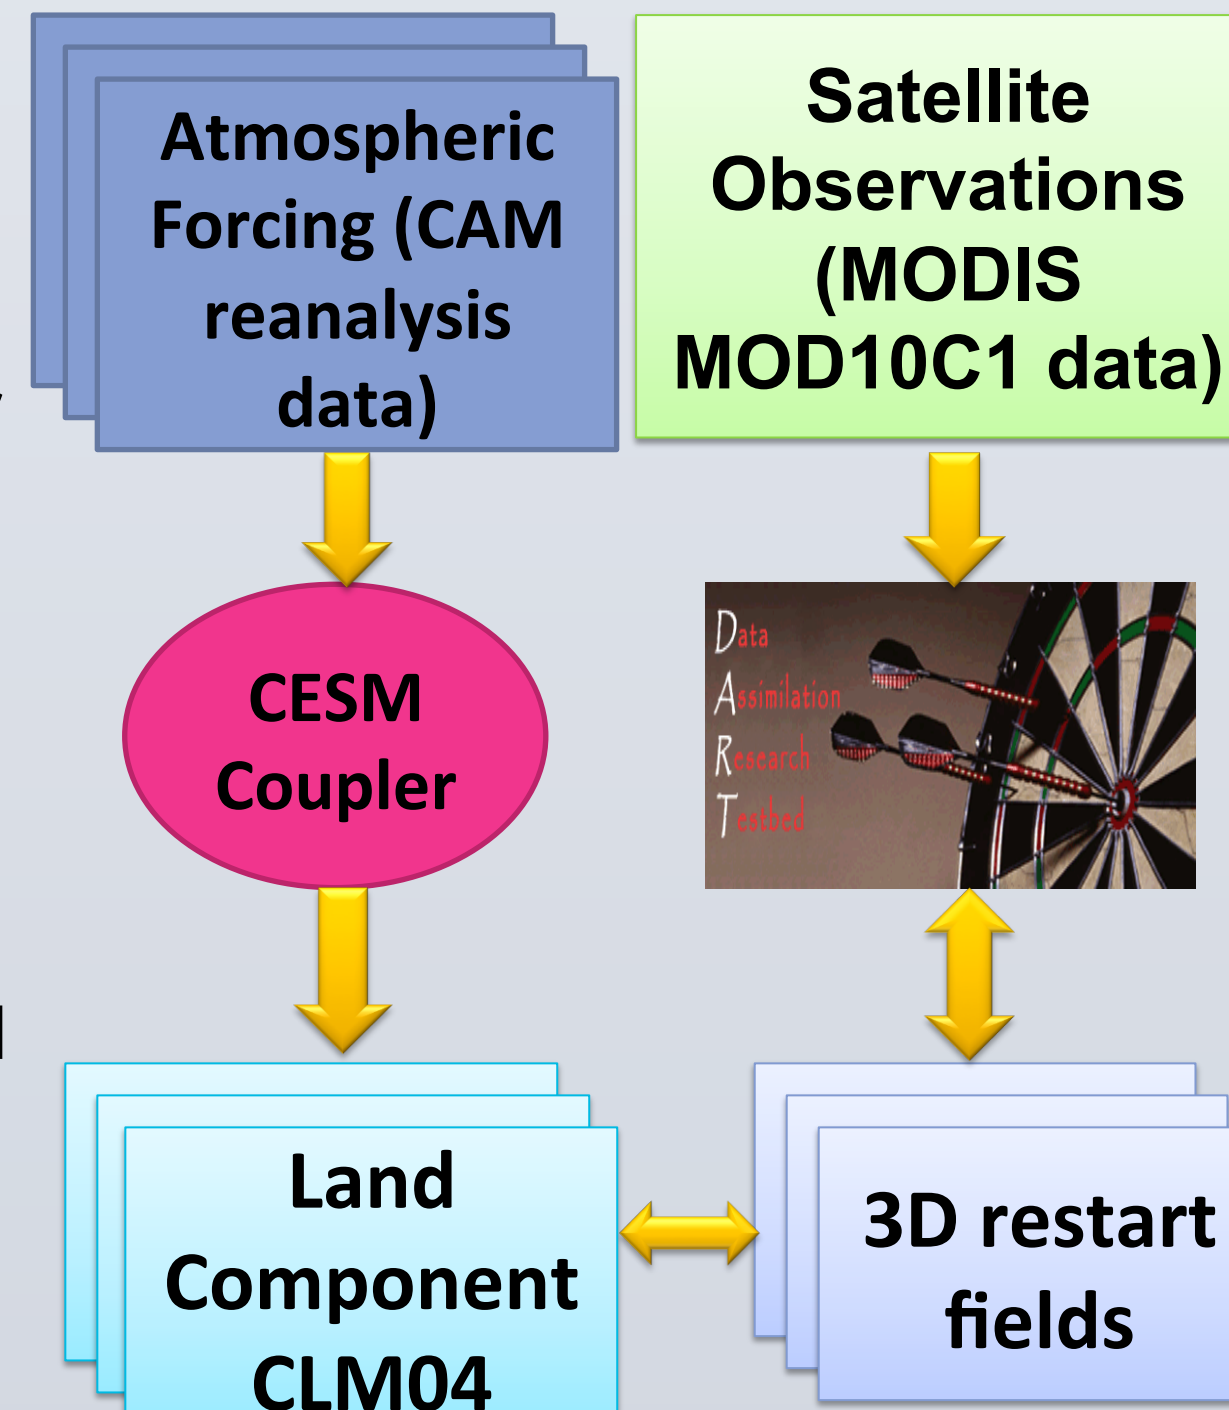 Atmospheric
Forcing (CAM
reanalysis
data)
Satellite
Observations
(MODIS
MOD10C1 data)
CESM
Coupler
Data
Assimilation
Research
Testbed
Land
Component
CLM04
3D restart
fields